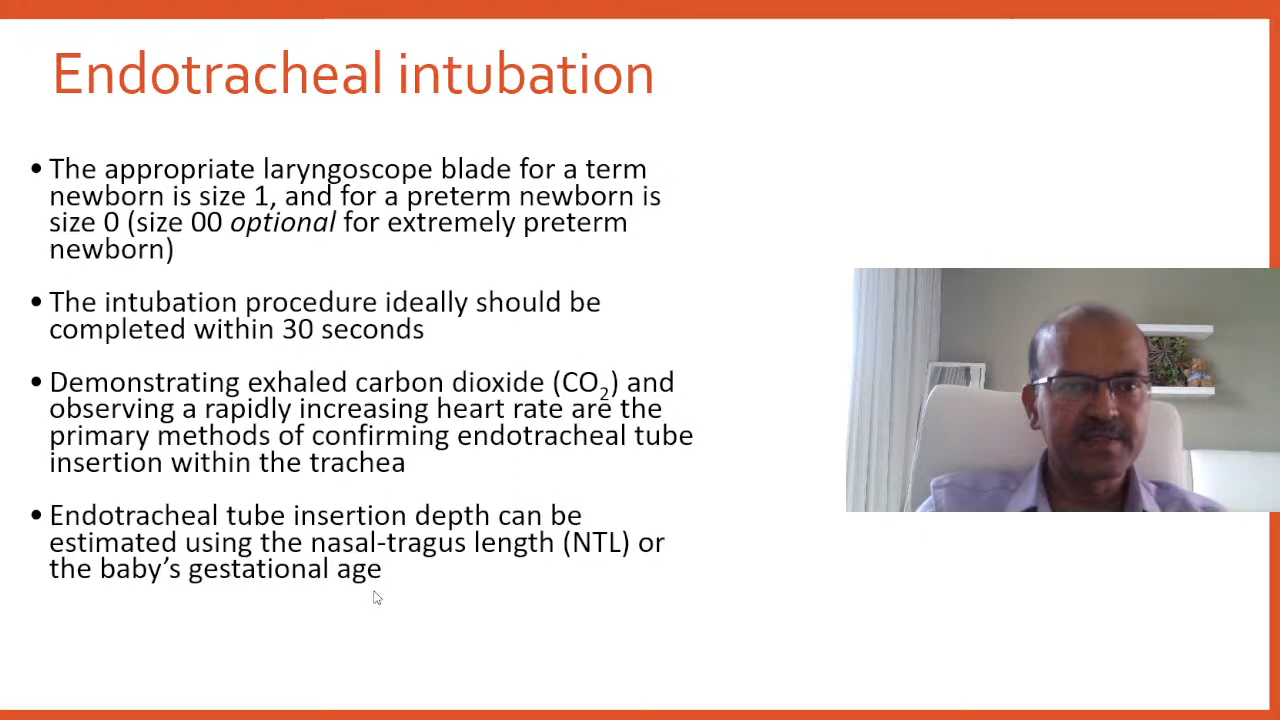 Endotracheal intubation
• The appropriate laryngoscope blade for a term
newborn is size 1, and for a preterm newborn is
size 0 (size 00 optional for extremely preterm
newborn)
• The intubation procedure ideally should be
completed within 30 seconds
• Demonstrating exhaled carbon dioxide (CO₂) and
observing a rapidly increasing heart rate are the
primary methods of confirming endotracheal tube
insertion within the trachea
• Endotracheal tube insertion depth can be
estimated using the nasal-tragus length (NTL) or
the baby’s gestational age